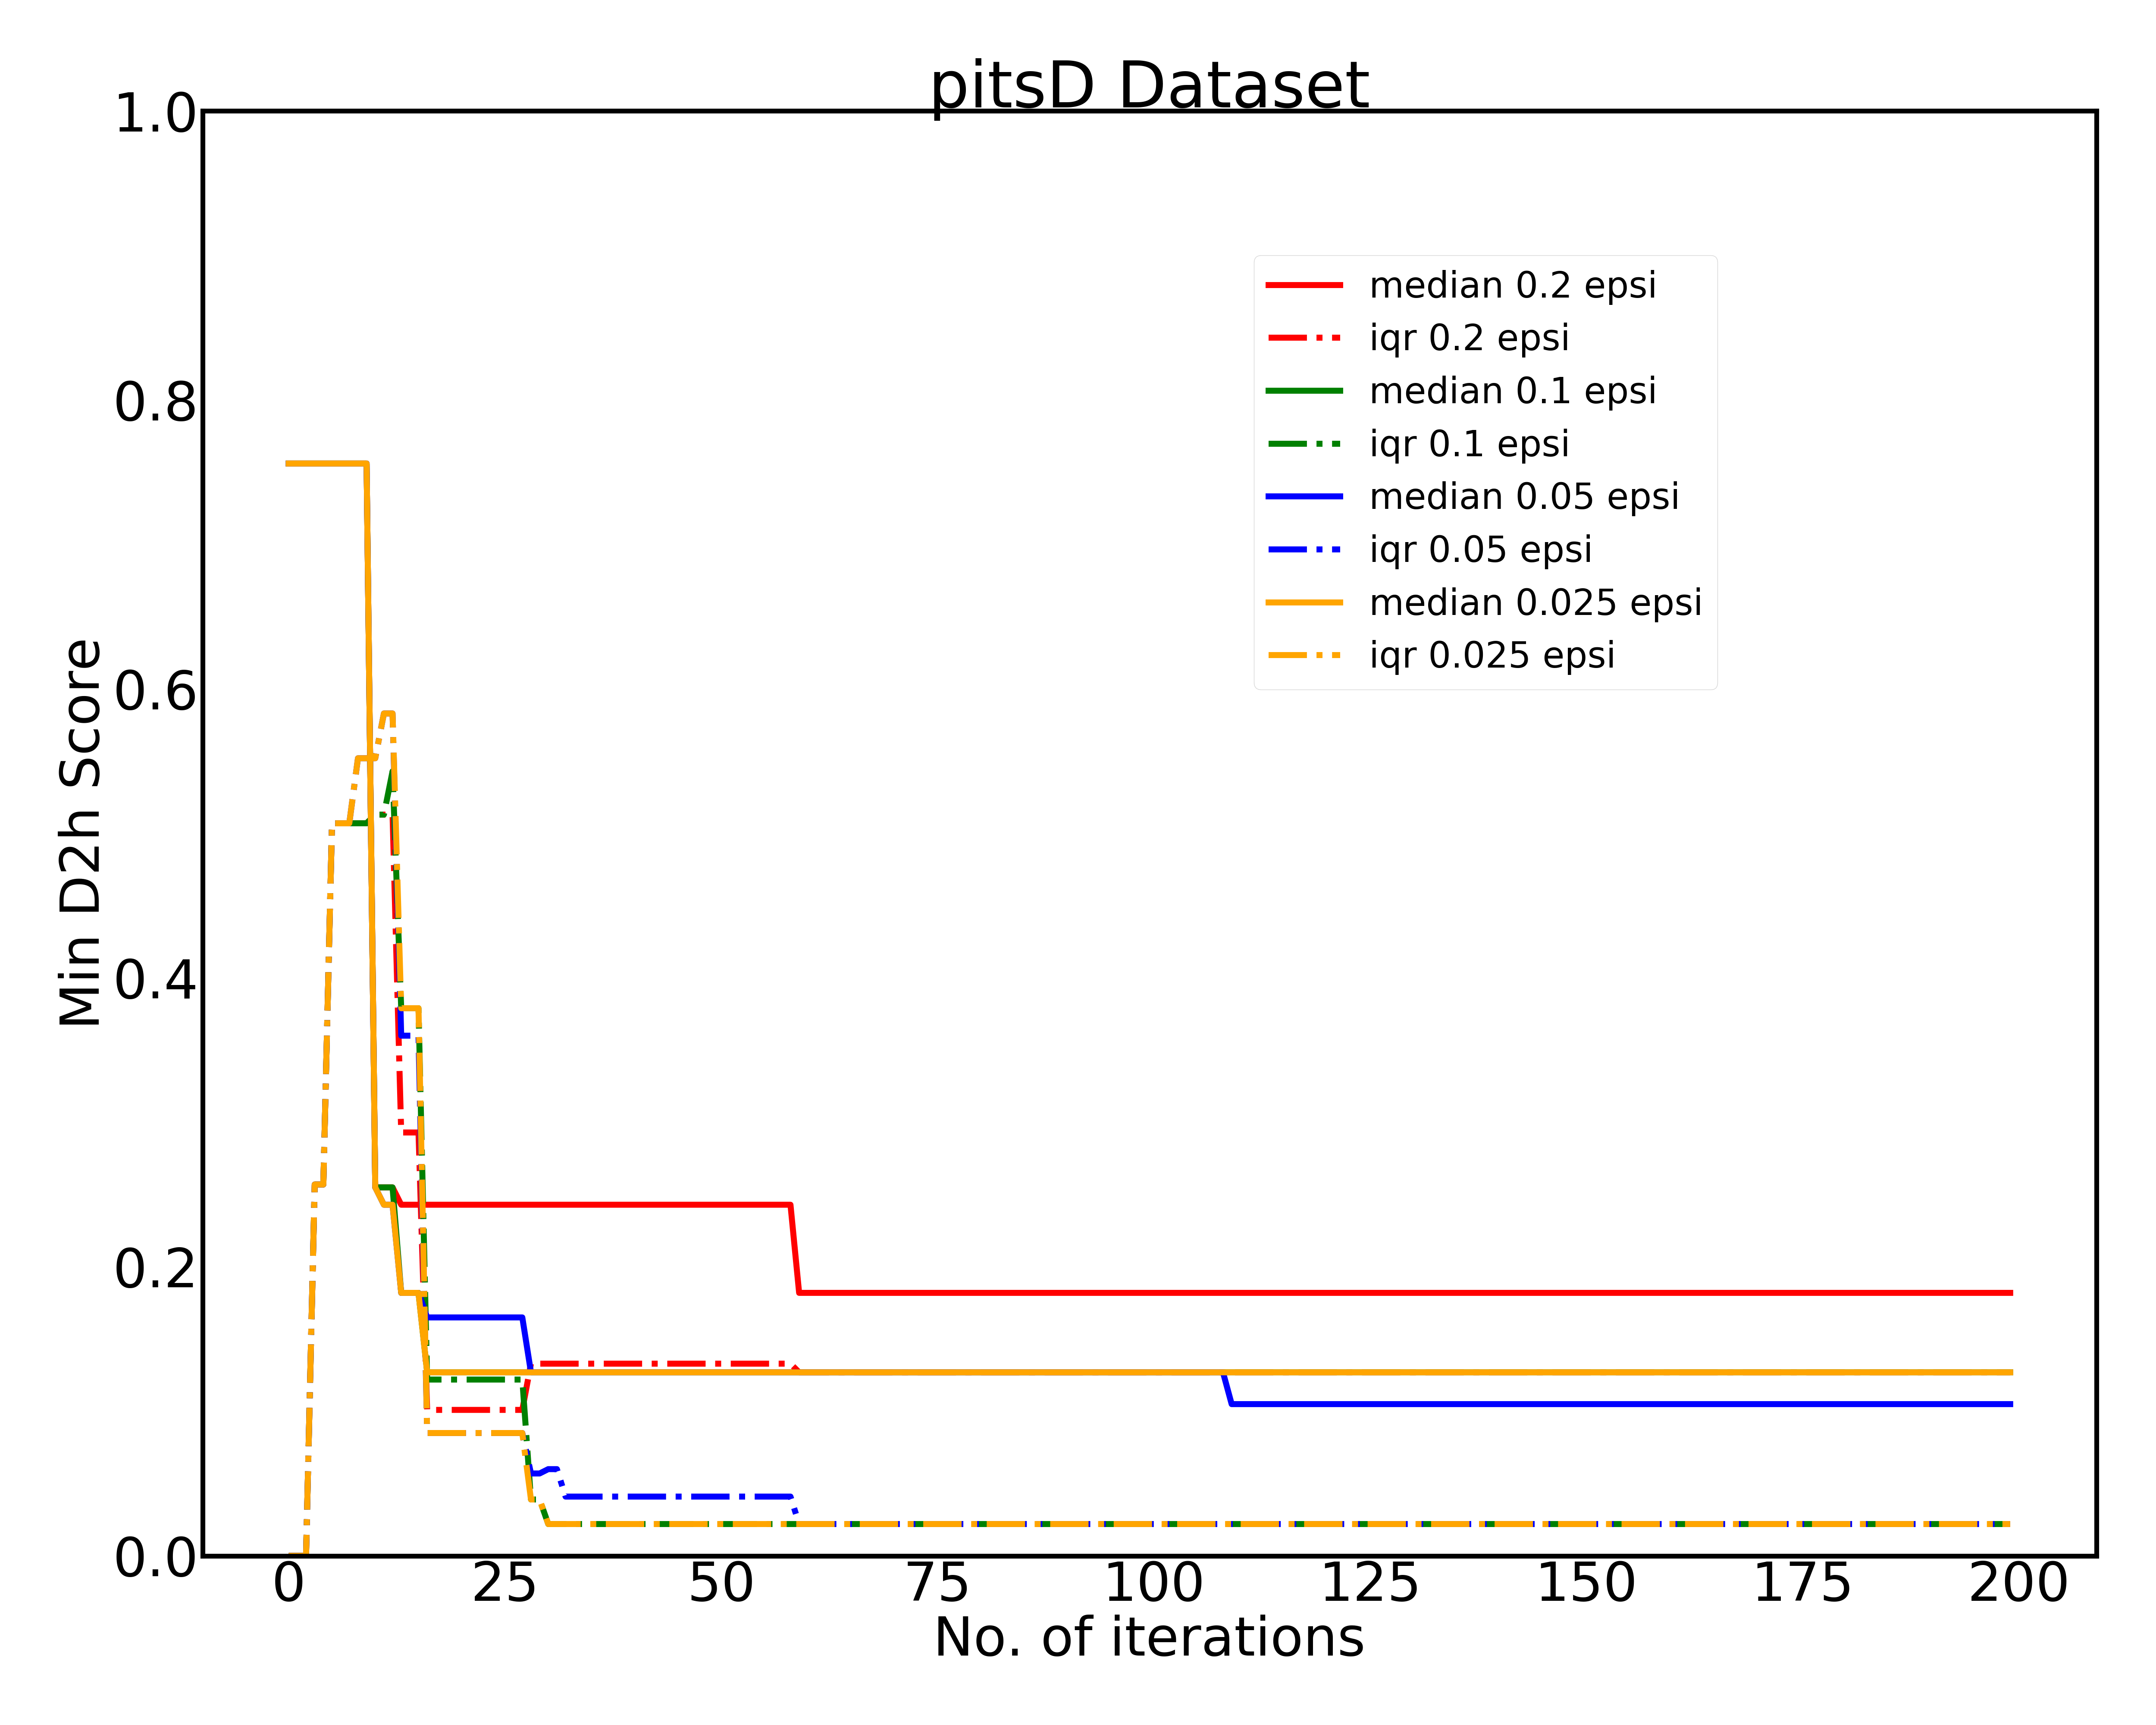 pitsD Dataset
1.0
0.8
0.6
0.4
0.2
0.0
Min D2h Score
median 0.2 epsi
iqr 0.2 epsi
median 0.1 epsi
iqr 0.1 epsi
median 0.05 epsi
iqr 0.05 epsi
median 0.025 epsi
iqr 0.025 epsi
0 25 50 75 100 125 150 175 200
No. of iterations